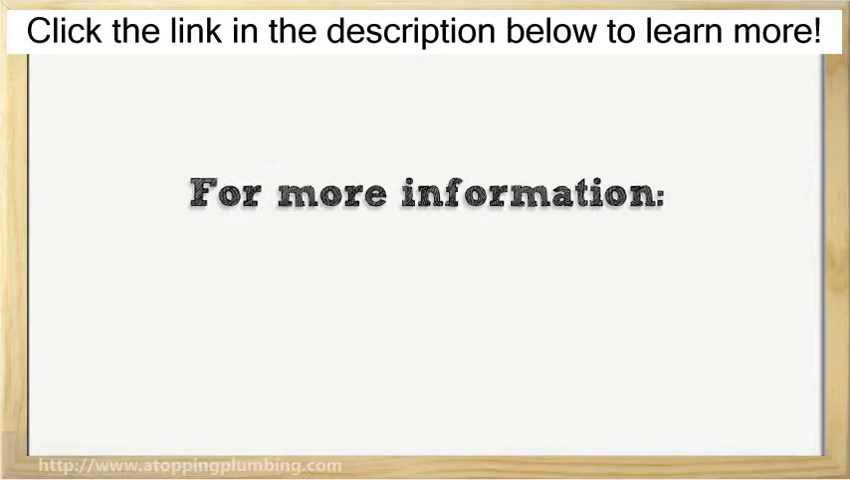 Click the link in the description below to learn more!
For more information:
http://www.atoppingplumbing.com